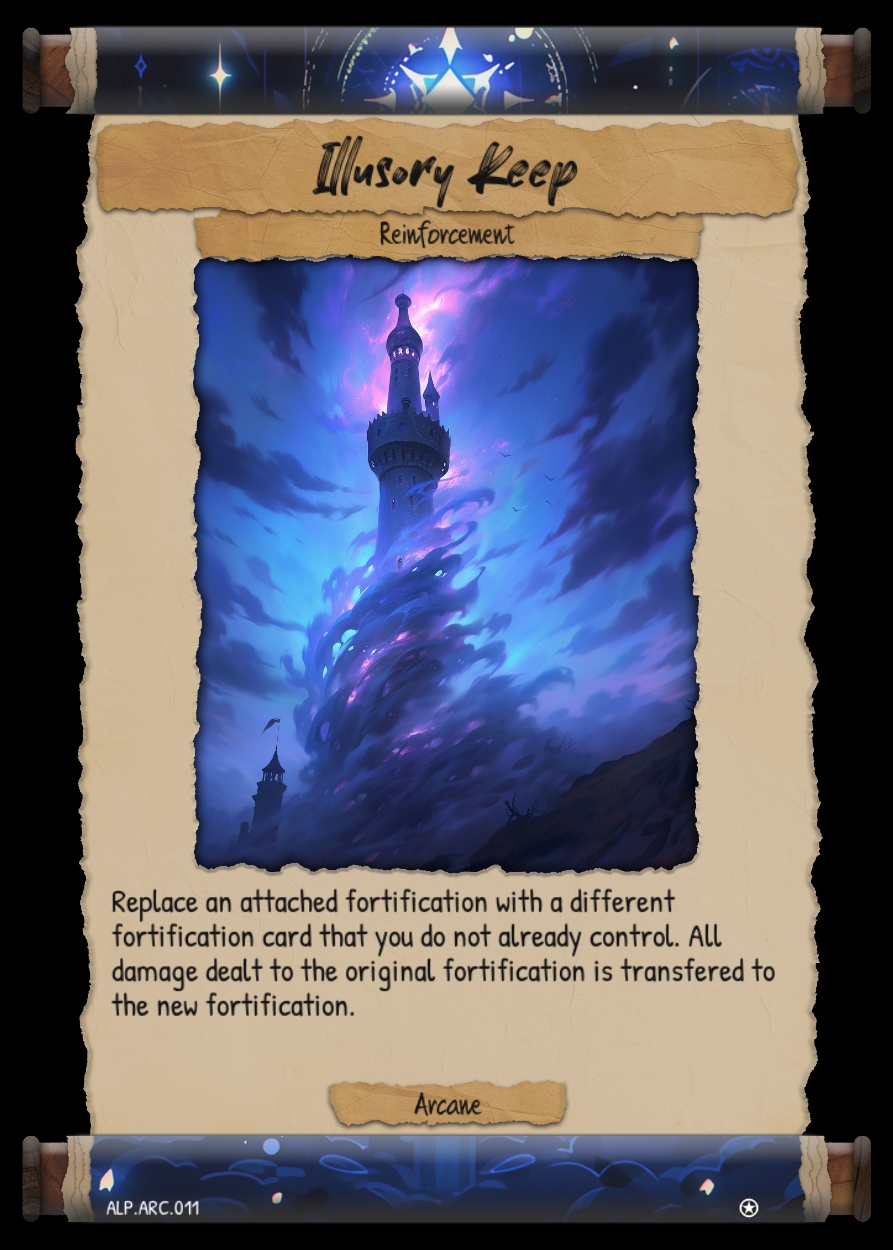 Illusory Keep
Reinforcement
Replace an attached fortification with a different
fortification card that you do not already control. All
damage dealt to the original fortification is transfered to
the new fortification.
Arcane
ALP.ARC.011